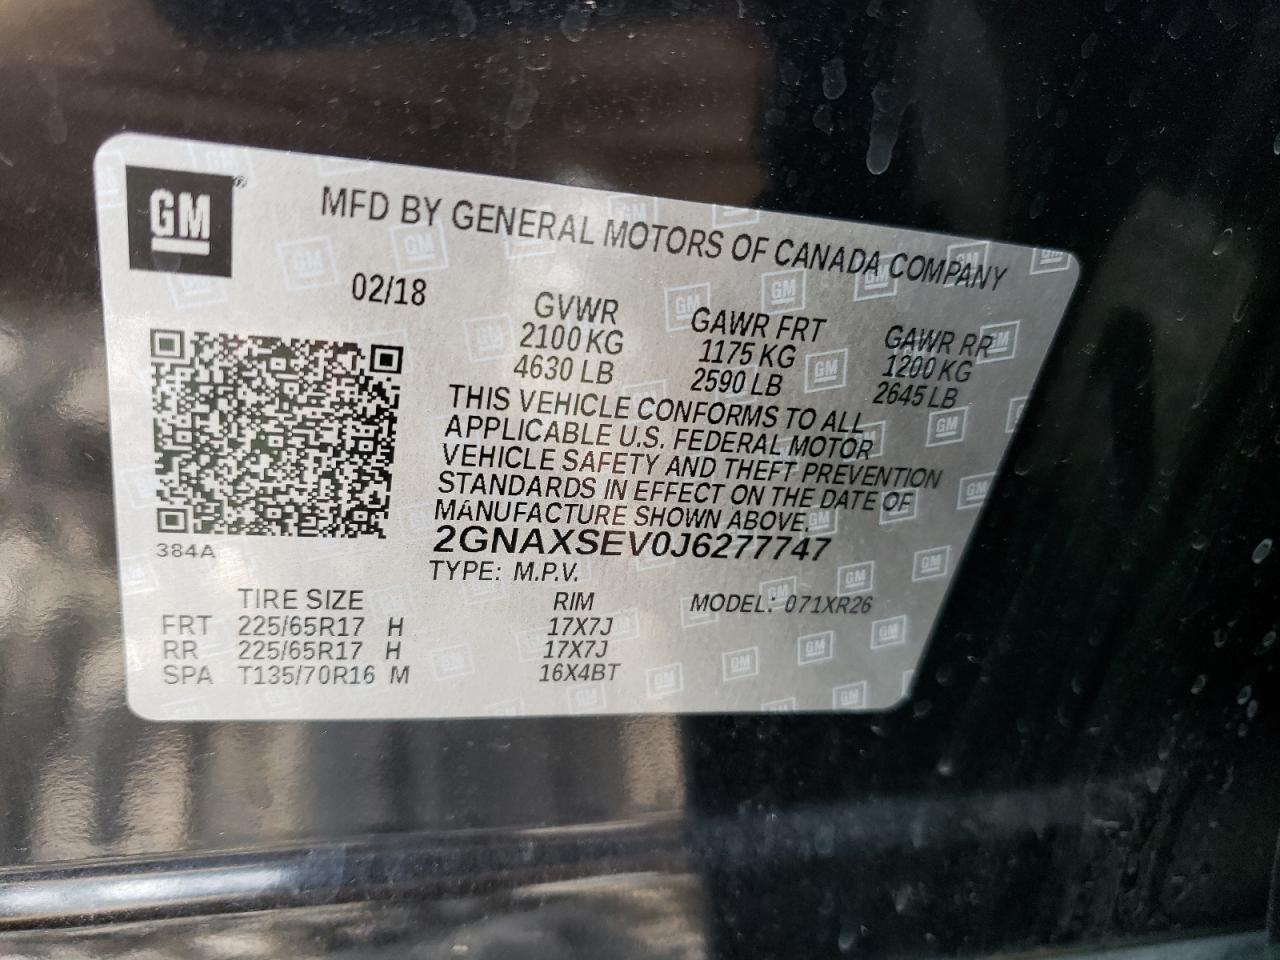 GM
MFD BY GENERAL MOTORS OF CANADA COMPANY
02/18
GVWR GAWR FRT GAWR RR
2100 KG 1175 KG 1200 KG
4630 LB 2590 LB 2645 LB
THIS VEHICLE CONFORMS TO ALL
APPLICABLE U.S. FEDERAL MOTOR
VEHICLE SAFETY AND THEFT PREVENTION
STANDARDS IN EFFECT ON THE DATE OF
MANUFACTURE SHOWN ABOVE.
384A
2GNAXSEV0J6277747
TYPE: M.P.V.
TIRE SIZE RIM MODEL: 071XR26
FRT 225/65R17 H 17X7J
RR 225/65R17 H 17X7J
SPA T135/70R16 M 16X4BT